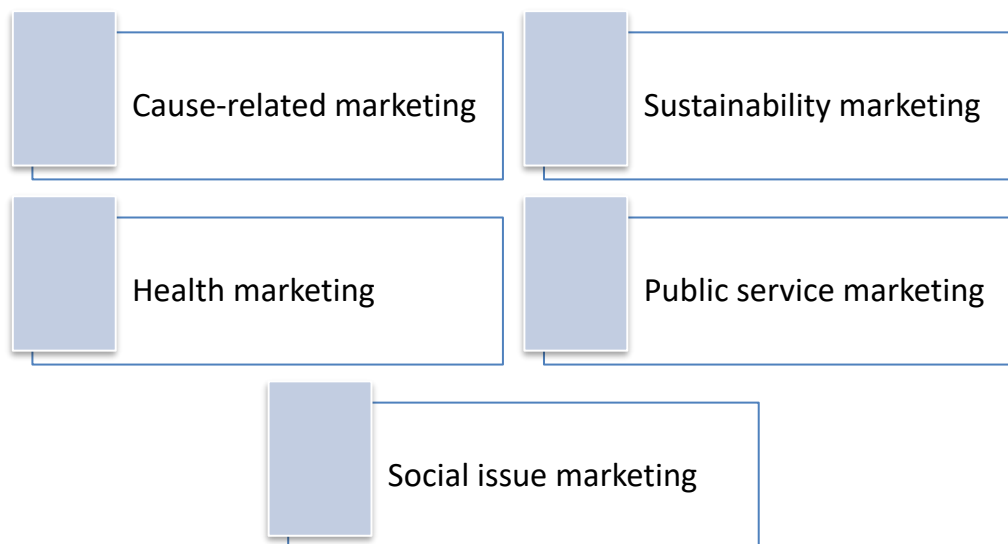 Cause-related marketing
Sustainability marketing
Health marketing
Public service marketing
Social issue marketing